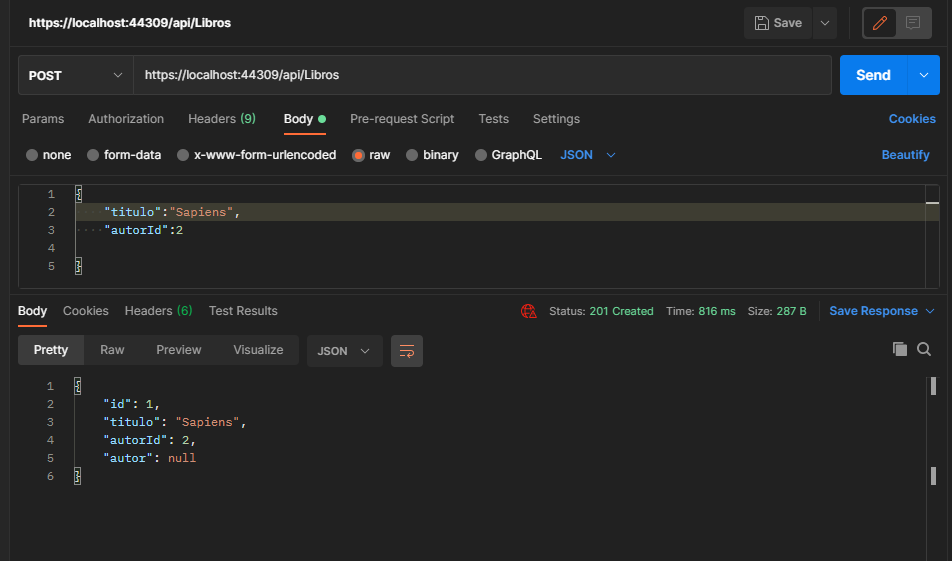 https://localhost:44309/api/Libros Save
POST https://localhost:44309/api/Libros Send
Params Authorization Headers (9) Body Pre-request Script Tests Settings Cookies
none form-data x-www-form-urlencoded raw binary GraphQL JSON Beautify
1 {
2 ····"titulo":"Sapiens",
3 ····"autorId":2
4
5 }
Body Cookies Headers (6) Test Results Status: 201 Created Time: 816 ms Size: 287 B Save Response
Pretty Raw Preview Visualize JSON
1 {
2 "id": 1,
3 "titulo": "Sapiens",
4 "autorId": 2,
5 "autor": null
6 }